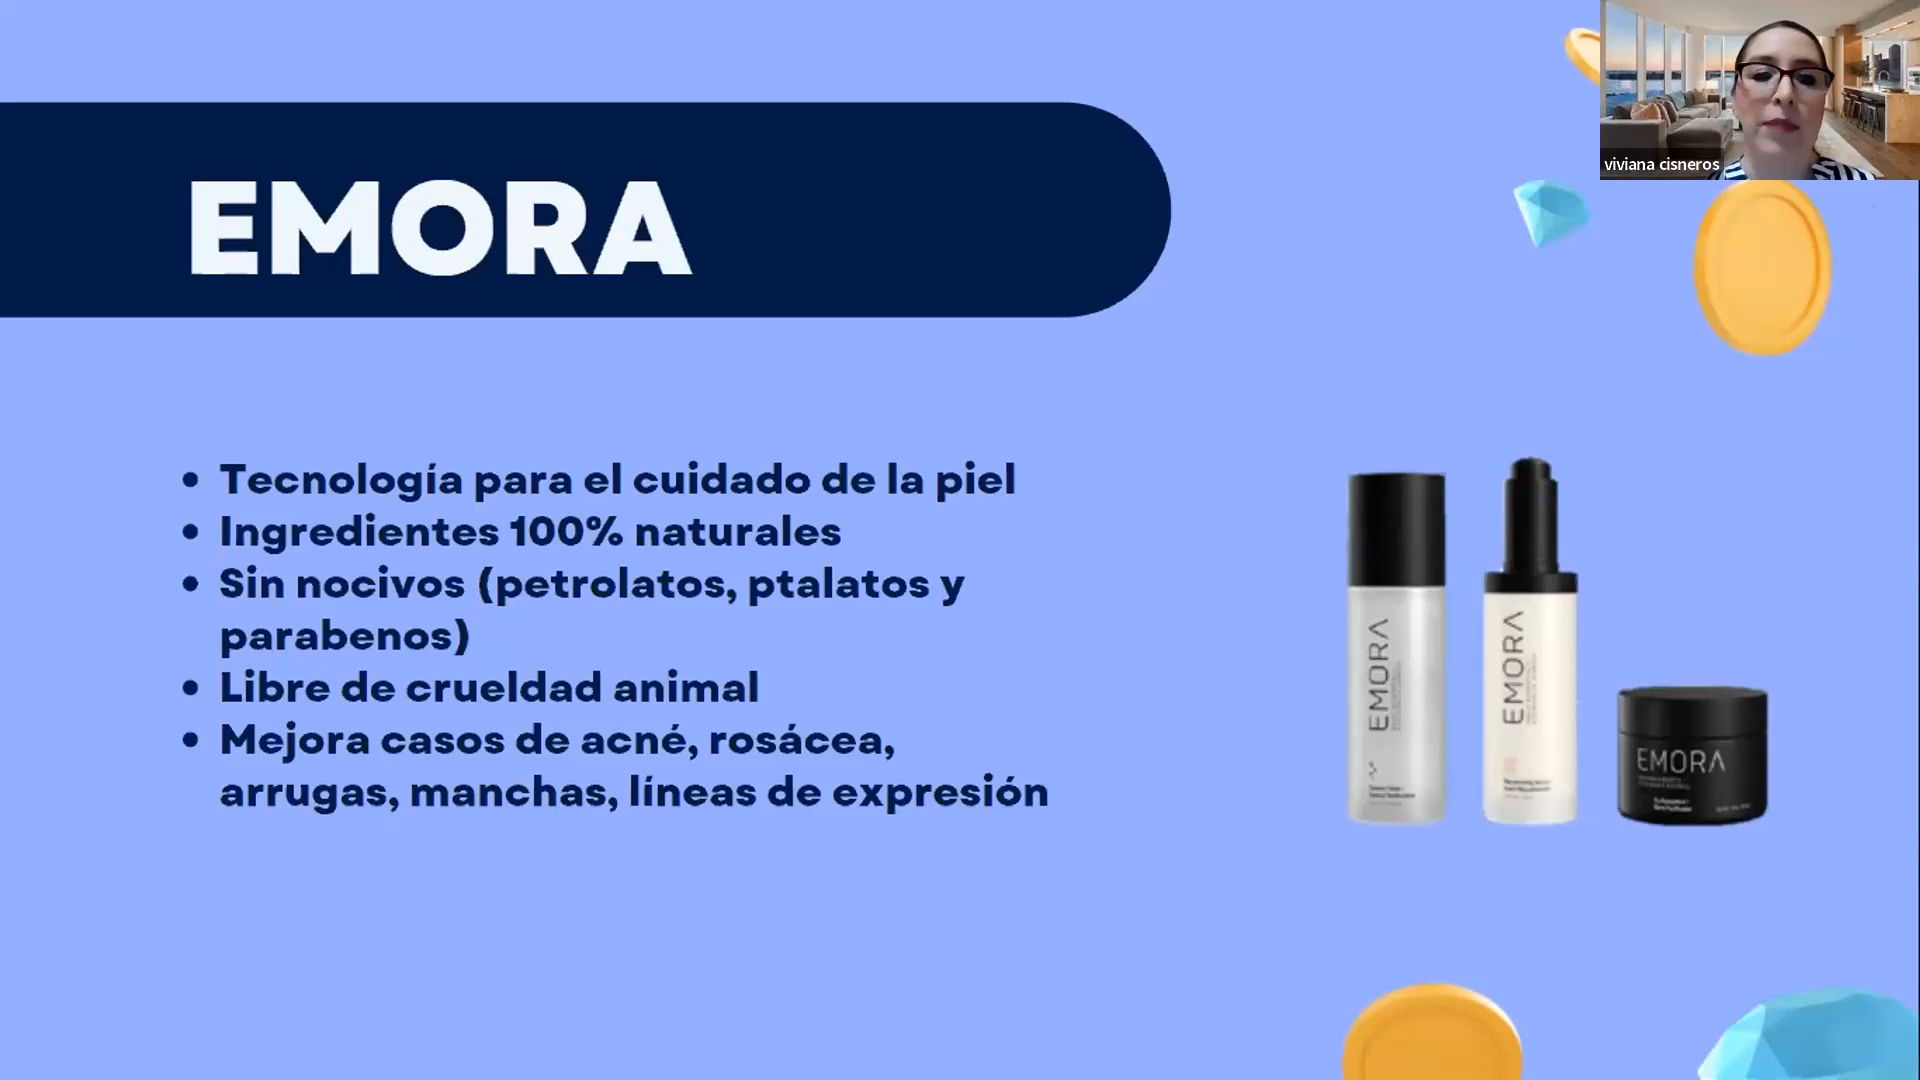 viviana cisneros
EMORA
• Tecnología para el cuidado de la piel
• Ingredientes 100% naturales
• Sin nocivos (petrolatos, ptalatos y
parabenos)
• Libre de crueldad animal
• Mejora casos de acné, rosácea,
arrugas, manchas, líneas de expresión
EMORA
EMORA
EMORA